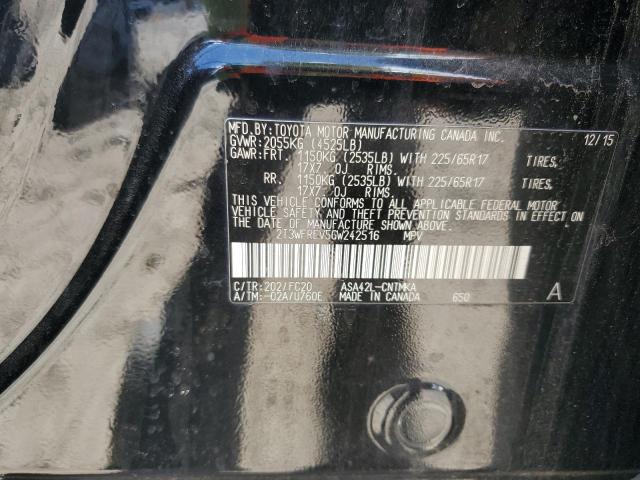 MFD.BY:TOYOTA MOTOR MANUFACTURING CANADA INC. 12/15
GVWR: 2055KG (4525LB)
GAWR:FRT. 1150KG (2535LB) WITH 225/65R17 TIRES,
17X7.0J RIMS.
RR. 1150KG (2535LB) WITH 225/65R17 TIRES,
17X7.0J RIMS.
THIS VEHICLE CONFORMS TO ALL APPLICABLE FEDERAL MOTOR
VEHICLE SAFETY AND THEFT PREVENTION STANDARDS IN EFFECT ON
THE DATE OF MANUFACTURE SHOWN ABOVE.
2T3WFREV5GW242516 MPV
C/TR:202/FC20 ASA42L-CNTMKA
A/TM:-02A/U760E MADE IN CANADA 650 A